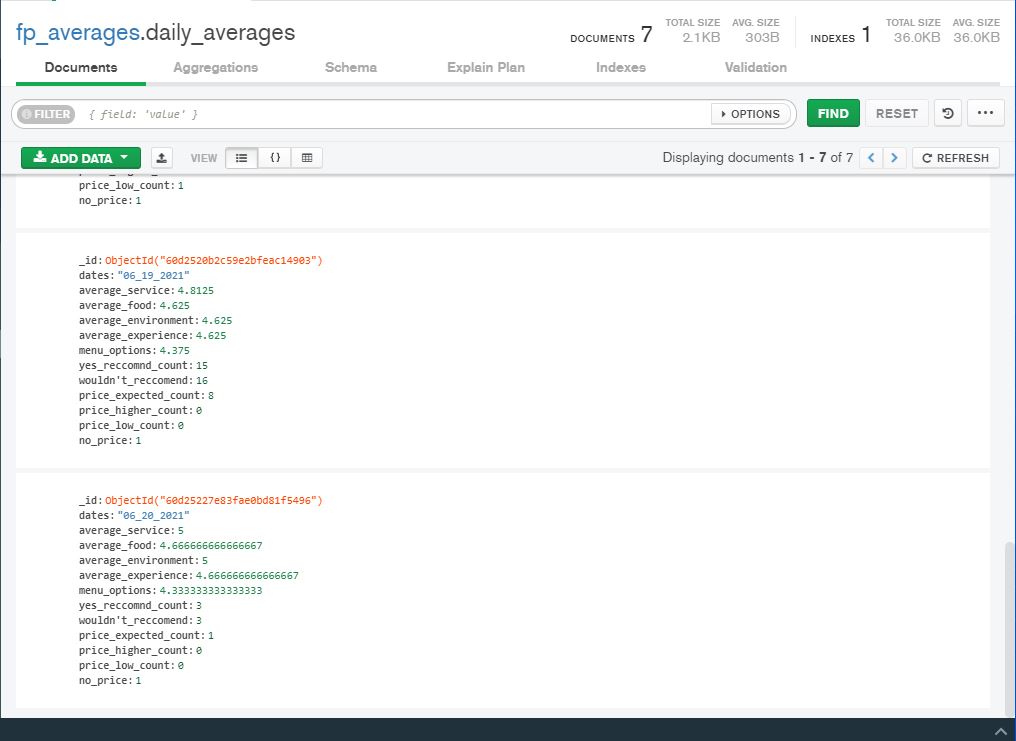 fp_averages.daily_averages
DOCUMENTS 7 TOTAL SIZE 2.1KB AVG. SIZE 303B INDEXES 1 TOTAL SIZE 36.0KB AVG. SIZE 36.0KB
Documents Aggregations Schema Explain Plan Indexes Validation
FILTER { field: 'value' } OPTIONS FIND RESET
ADD DATA VIEW {} Displaying documents 1 - 7 of 7 REFRESH
price_low_count: 1
no_price: 1
_id: ObjectId("60d2520b2c59e2bfeac14903")
dates: "06_19_2021"
average_service: 4.8125
average_food: 4.625
average_environment: 4.625
average_experience: 4.625
menu_options: 4.375
yes_reccomnd_count: 15
wouldn't_reccomend: 16
price_expected_count: 8
price_higher_count: 0
price_low_count: 0
no_price: 1
_id: ObjectId("60d25227e83fae0bd81f5496")
dates: "06_20_2021"
average_service: 5
average_food: 4.666666666666667
average_environment: 5
average_experience: 4.666666666666667
menu_options: 4.333333333333333
yes_reccomnd_count: 3
wouldn't_reccomend: 3
price_expected_count: 1
price_higher_count: 0
price_low_count: 0
no_price: 1